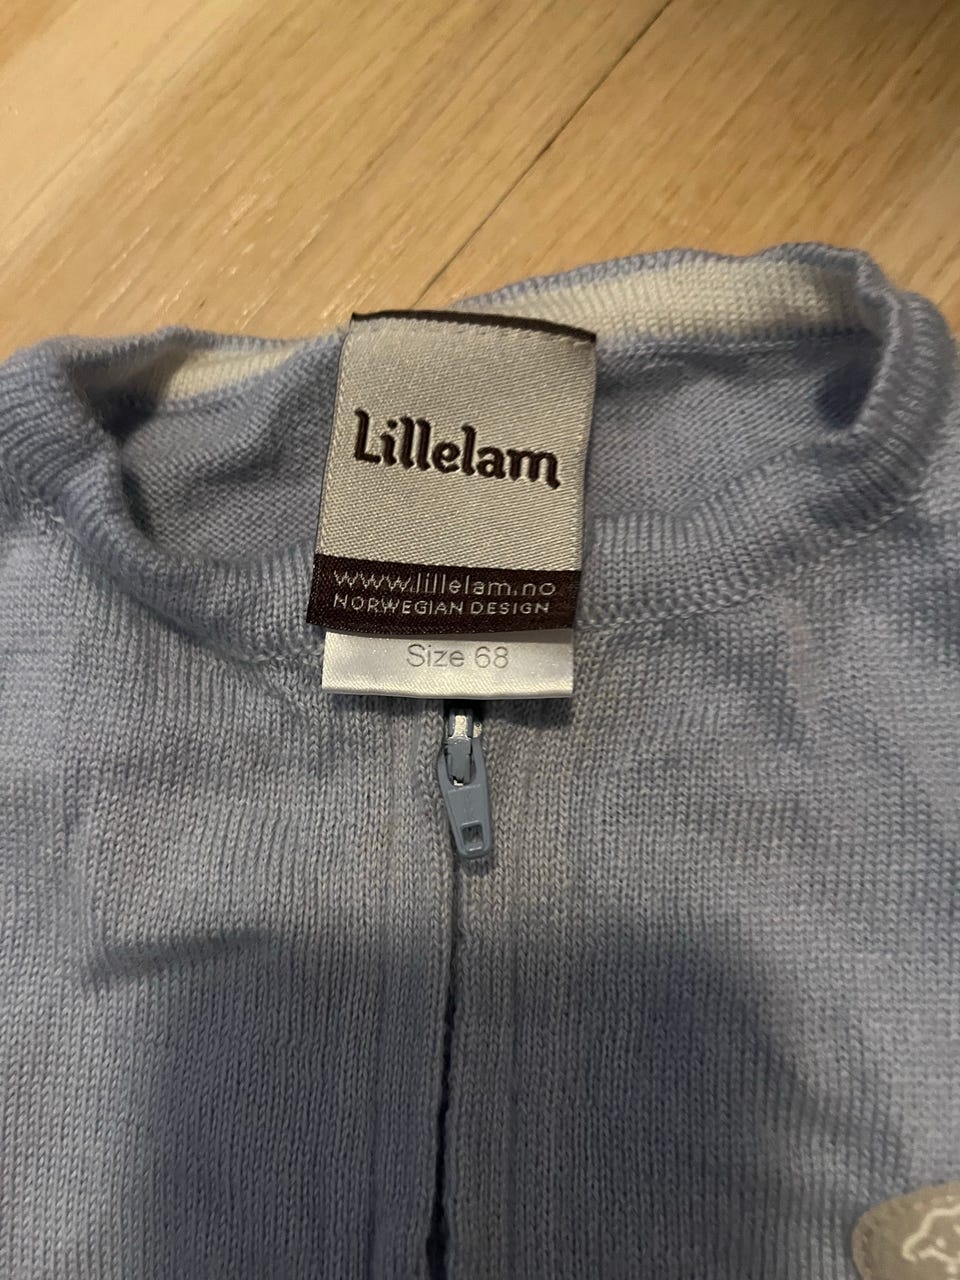 Lillelam
www.lillelam.no
NORWEGIAN DESIGN
Size 68